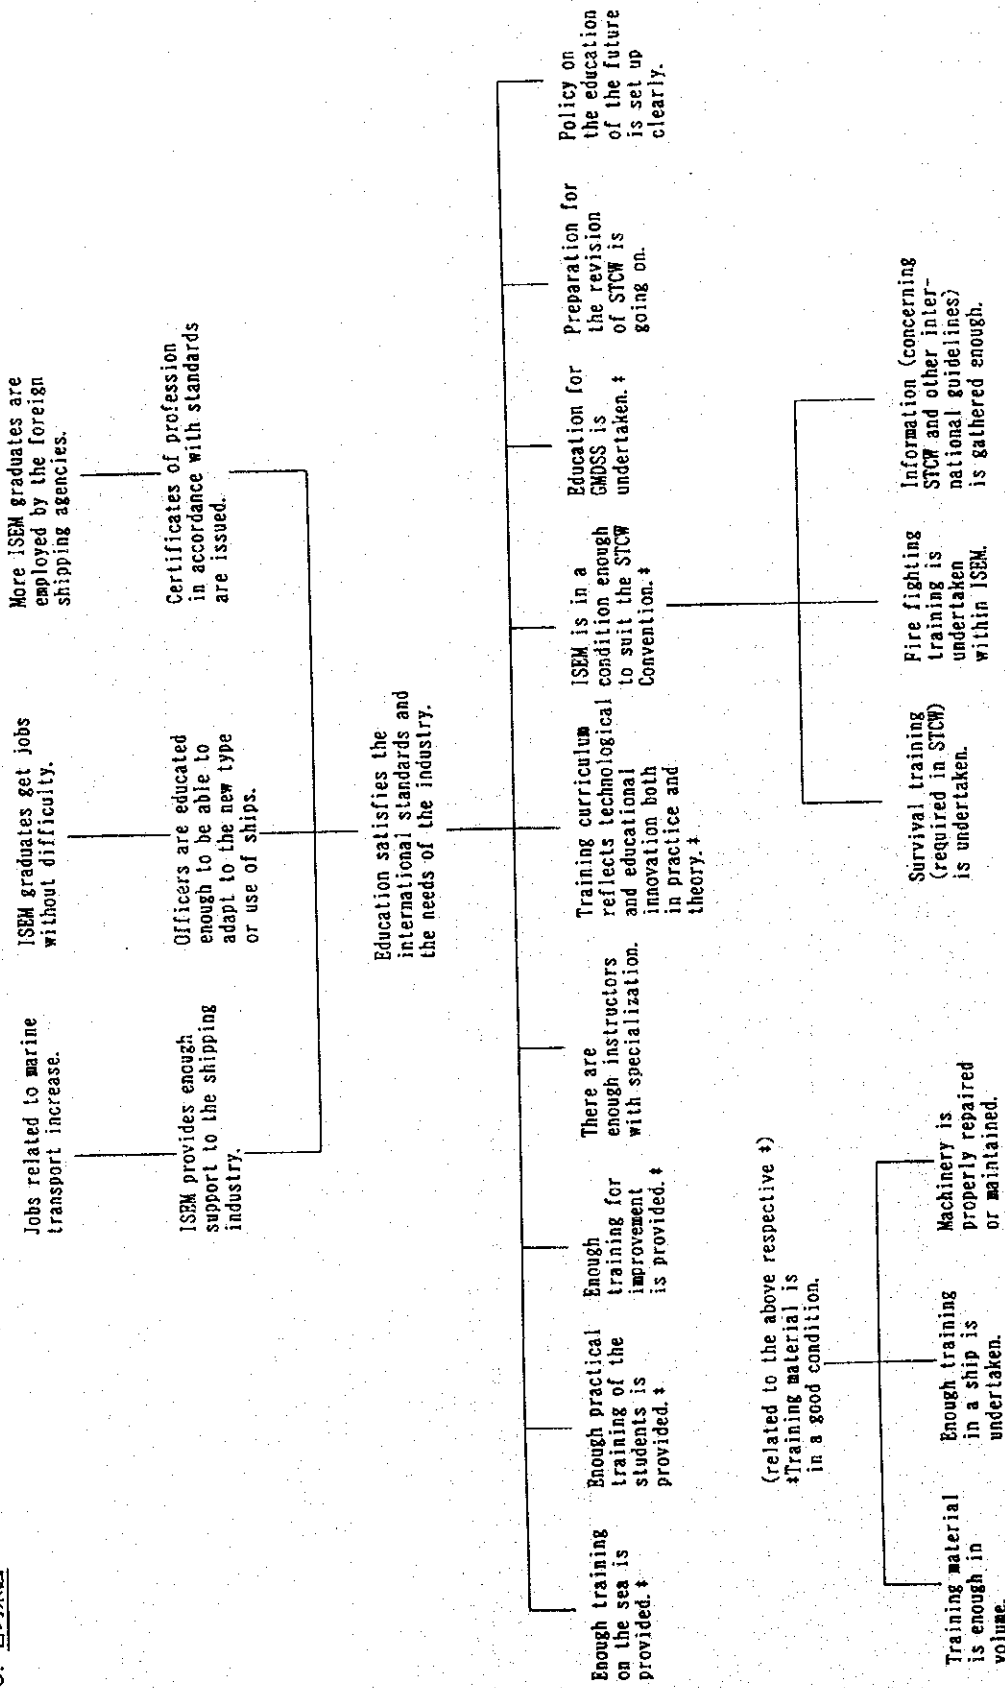 Jobs related to marine
transport increase.
ISEM graduates get jobs
without difficulty.
More ISEM graduates are
employed by the foreign
shipping agencies.
ISEM provides enough
support to the shipping
industry.
Officers are educated
enough to be able to
adapt to the new type
or use of ships.
Certificates of profession
in accordance with standards
are issued.
Education satisfies the
international standards and
the needs of the industry.
Enough training
on the sea is
provided.‡
Enough practical
training of the
students is
provided.‡
Enough
training for
improvement
is provided.‡
There are
enough instructors
with specialization.
Training curriculum
reflects technological
and educational
innovation both
in practice and
theory.‡
ISEM is in a
condition enough
to suit the STCW
Convention.‡
Education for
GMDSS is
undertaken.‡
Preparation for
the revision
of STCW is
going on.
Policy on
the education
of the future
is set up
clearly.
(related to the above respective ‡)
‡Training material is
in a good condition.
Training material
is enough in
volume.
Enough training
in a ship is
undertaken.
Machinery is
properly repaired
or maintained.
Survival training
(required in STCW)
is undertaken.
Fire fighting
training is
undertaken
within ISEM.
Information (concerning
STCW and other inter-
national guidelines)
is gathered enough.